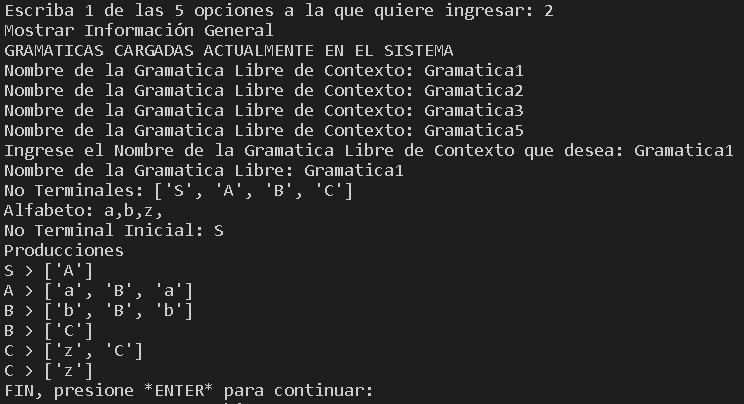 Escriba 1 de las 5 opciones a la que quiere ingresar: 2
Mostrar Información General
GRAMATICAS CARGADAS ACTUALMENTE EN EL SISTEMA
Nombre de la Gramatica Libre de Contexto: Gramatica1
Nombre de la Gramatica Libre de Contexto: Gramatica2
Nombre de la Gramatica Libre de Contexto: Gramatica3
Nombre de la Gramatica Libre de Contexto: Gramatica5
Ingrese el Nombre de la Gramatica Libre de Contexto que desea: Gramatica1
Nombre de la Gramatica Libre: Gramatica1
No Terminales: ['S', 'A', 'B', 'C']
Alfabeto: a,b,z,
No Terminal Inicial: S
Producciones
S > ['A']
A > ['a', 'B', 'a']
B > ['b', 'B', 'b']
B > ['C']
C > ['z', 'C']
C > ['z']
FIN, presione *ENTER* para continuar: